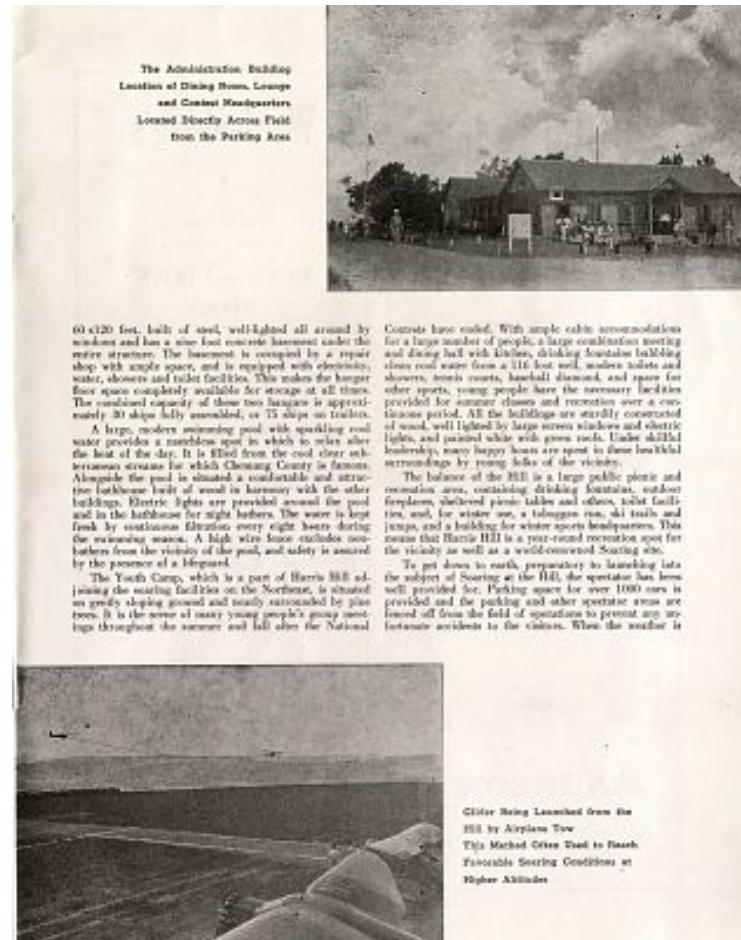 The Administration Building
Location of Dining Room, Lounge
and Contest Headquarters
Located Directly Across Field
from the Parking Area
60 x 120 feet, built of steel, well-lighted all around by
windows and has a nine foot concrete basement under the
entire structure. The basement is occupied by a repair
shop with ample space, and is equipped with electricity,
water, showers and toilet facilities. This makes the hangar
floor space completely available for storage at all times.
The combined capacity of these two hangars is approxi-
mately 30 ships fully assembled, or 75 ships on trailers.
A large, modern swimming pool with sparkling cool
water provides a matchless spot in which to relax after
the heat of the day. It is filled from the cool clear sub-
terranean streams for which Chemung County is famous.
Alongside the pool is situated a comfortable and attrac-
tive bathhouse built of wood in harmony with the other
buildings. Electric lights are provided around the pool
and in the bathhouse for night bathers. The water is kept
fresh by continuous filtration every eight hours during
the swimming season. A high wire fence excludes non-
bathers from the vicinity of the pool, and safety is assured
by the presence of a lifeguard.
The Youth Camp, which is a part of Harris Hill ad-
joining the soaring facilities on the Northeast, is situated
on gently sloping ground and nearly surrounded by pine
trees. It is the scene of many young people's group meet-
ings throughout the summer and fall after the National
Contests have ended. With ample cabin accommodations
for a large number of people, a large combination meeting
and dining hall with kitchen, drinking fountains bubbling
clean cool water from a 116 foot well, modern toilets and
showers, tennis courts, baseball diamond, and space for
other sports, young people have the necessary facilities
provided for summer classes and recreation over a con-
tinuous period. All the buildings are sturdily constructed
of wood, well lighted by large screen windows and electric
lights, and painted white with green roofs. Under skillful
leadership, many happy hours are spent in these healthful
surroundings by young folks of the vicinity.
The balance of the Hill is a large public picnic and
recreation area, containing drinking fountains, outdoor
fireplaces, sheltered picnic tables and others, toilet facili-
ties, and, for winter use, a toboggan run, ski trails and
jumps, and a building for winter sports headquarters. This
means that Harris Hill is a year-round recreation spot for
the vicinity as well as a world-renowned Soaring site.
To get down to earth, preparatory to launching into
the subject of Soaring at the Hill, the spectator has been
well provided for. Parking space for over 1000 cars is
provided and the parking and other spectator areas are
fenced off from the field of operations to prevent any un-
fortunate accidents to the visitors. When the weather is
Glider Being Launched from the
Hill by Airplane Tow
This Method Often Used to Reach
Favorable Soaring Conditions at
Higher Altitudes